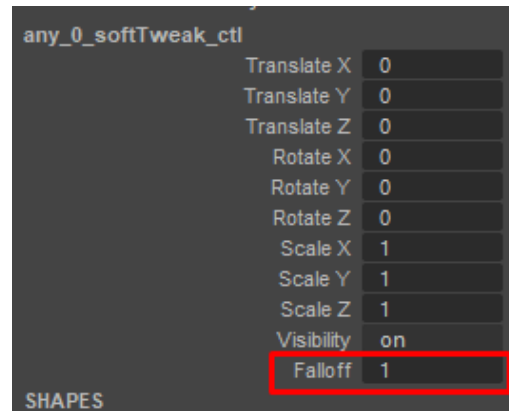 any_0_softTweak_ctl
Translate X 0
Translate Y 0
Translate Z 0
Rotate X 0
Rotate Y 0
Rotate Z 0
Scale X 1
Scale Y 1
Scale Z 1
Visibility on
Falloff 1
SHAPES